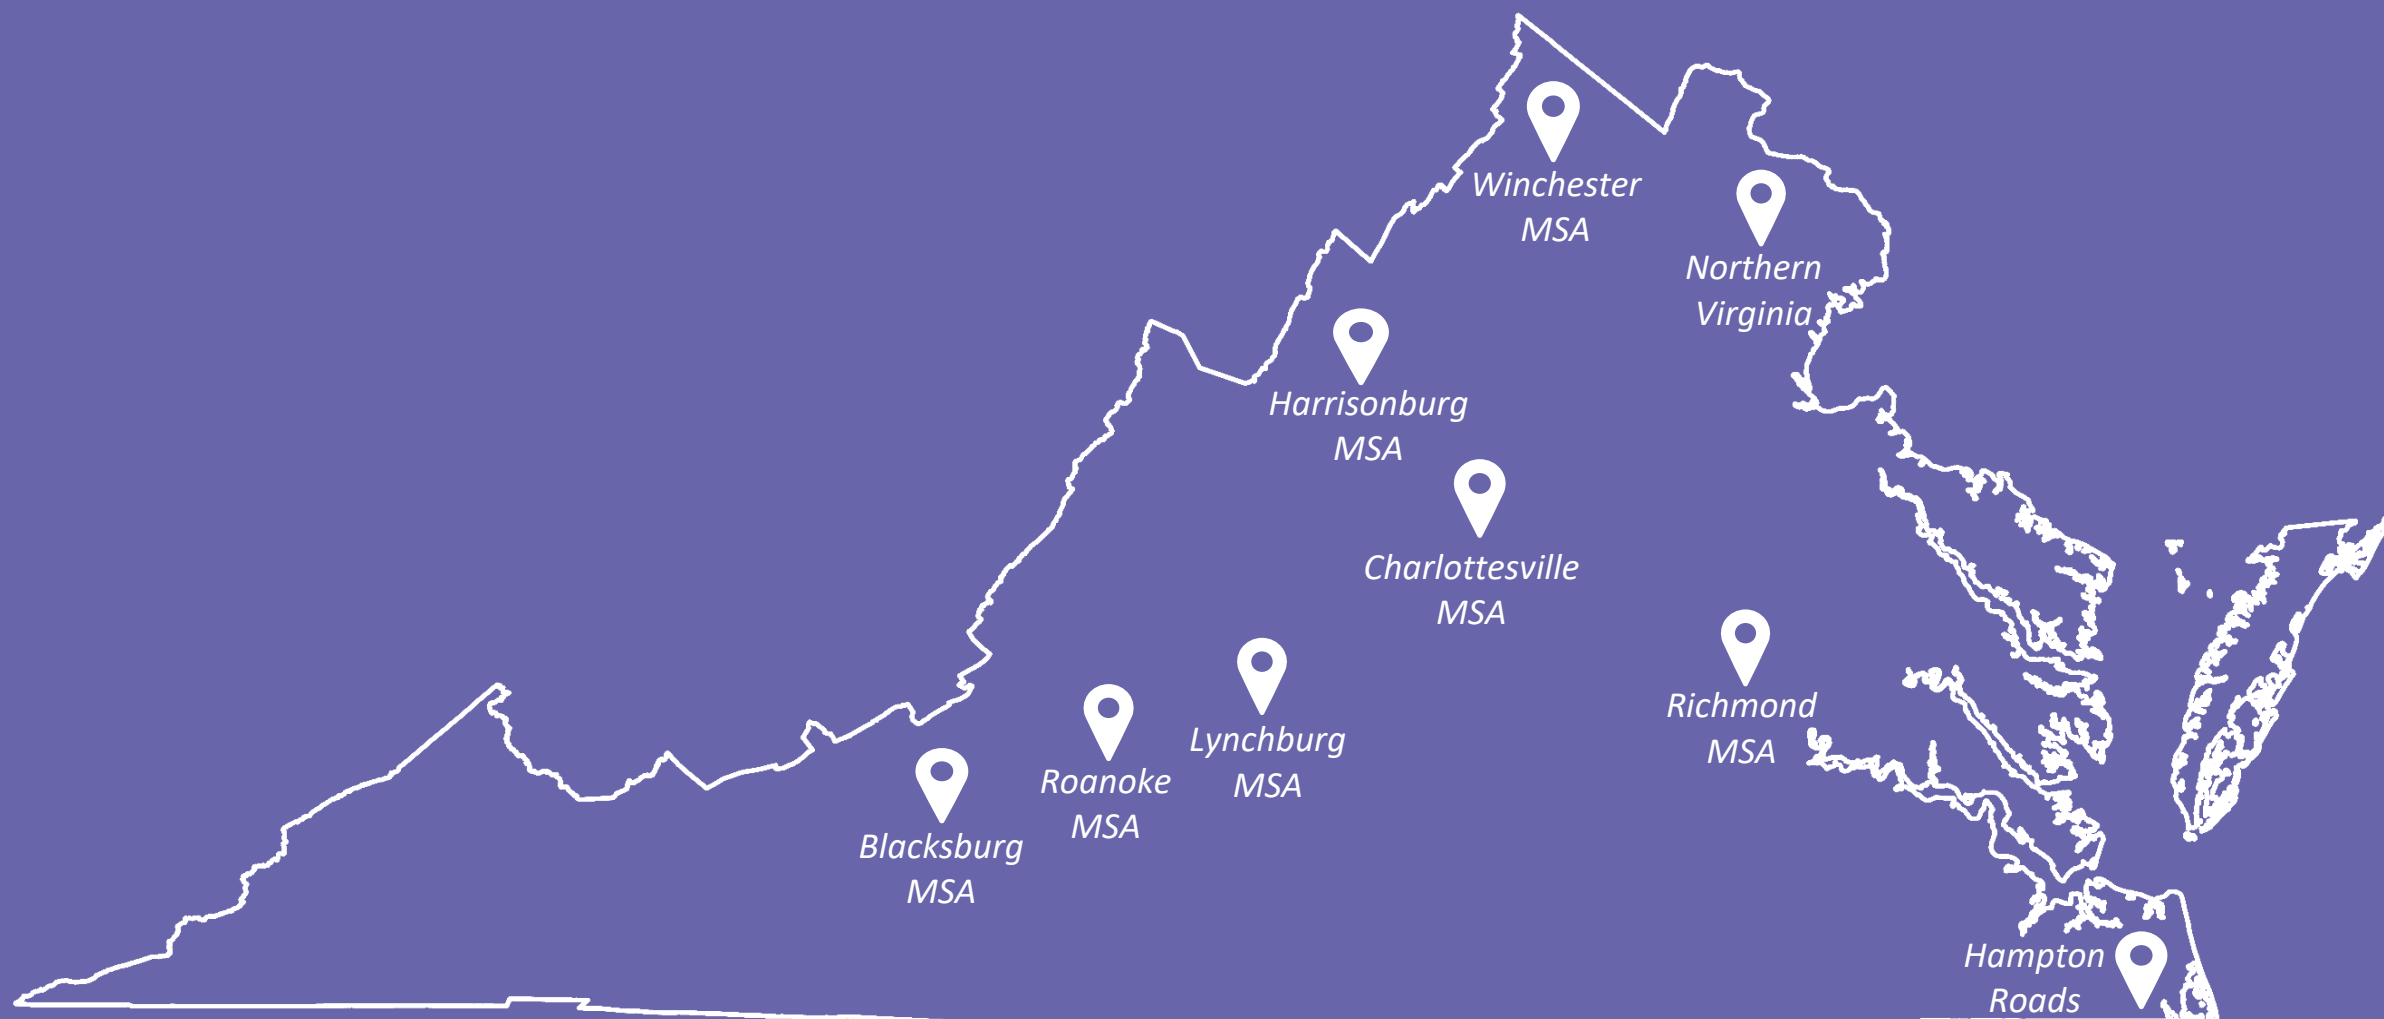 Winchester
MSA
Northern
Virginia
Harrisonburg
MSA
Charlottesville
MSA
Richmond
MSA
Lynchburg
MSA
Roanoke
MSA
Blacksburg
MSA
Hampton
Roads